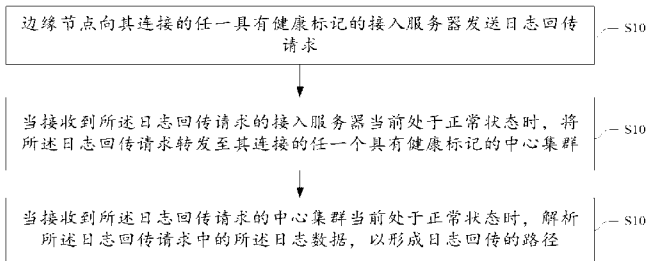 边缘节点向其连接的任一具有健康标记的接入服务器发送日志回传
请求
S10
当接收到所述日志回传请求的接入服务器当前处于正常状态时，将
所述日志回传请求转发至其连接的任一个具有健康标记的中心集群
S10
当接收到所述日志回传请求的中心集群当前处于正常状态时，解析
所述日志回传请求中的所述日志数据，以形成日志回传的路径
S10